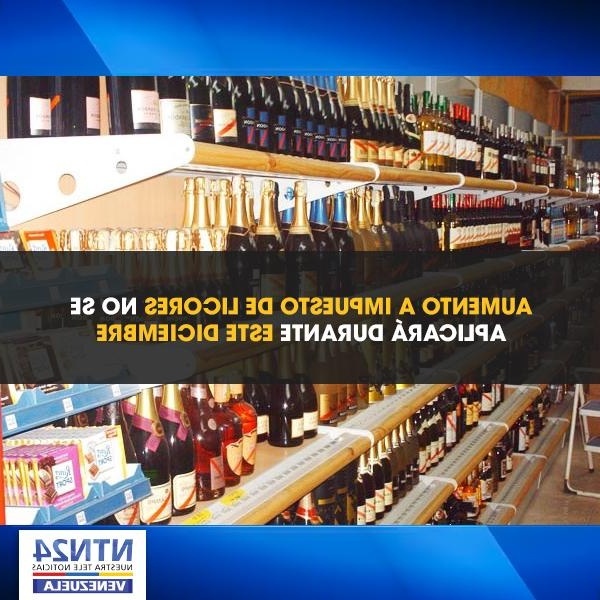 AUMENTO A IMPUESTO DE LICORES NO SE
APLICARÁ DURANTE ESTE DICIEMBRE
NTN24
NUESTRA TELE NOTICIAS
VENEZUELA